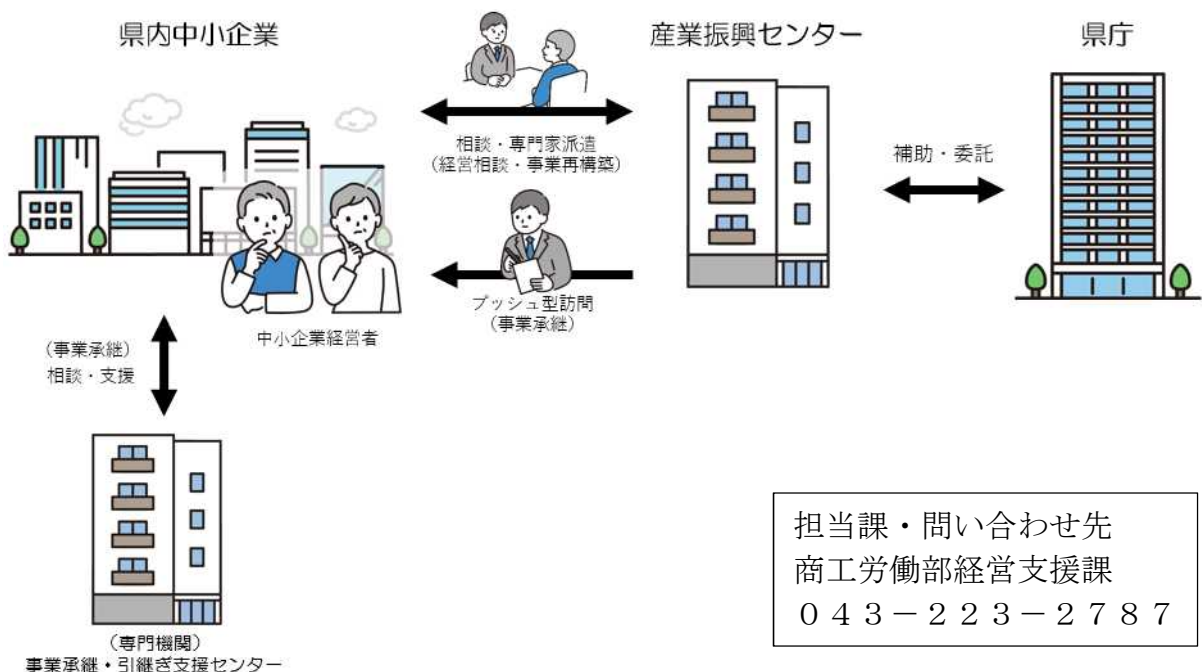 県内中小企業
産業振興センター
県庁
相談・専門家派遣
(経営相談・事業再構築)
補助・委託
プッシュ型訪問
(事業承継)
中小企業経営者
(事業承継)
相談・支援
(専門機関)
事業承継・引継ぎ支援センター
担当課・問い合わせ先
商工労働部経営支援課
043-223-2787